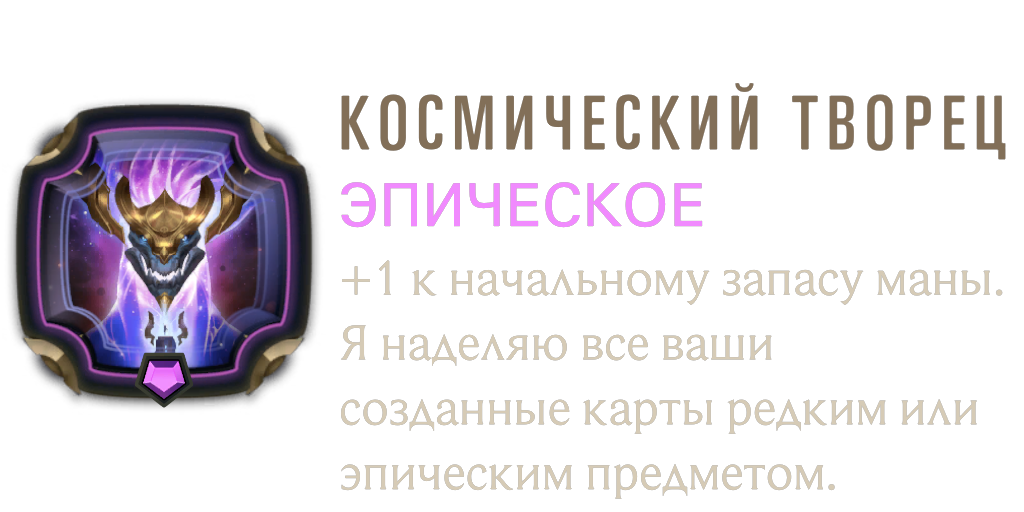 КОСМИЧЕСКИЙ ТВОРЕЦ
ЭПИЧЕСКОЕ
+1 к начальному запасу маны.
Я наделяю все ваши
созданные карты редким или
эпическим предметом.